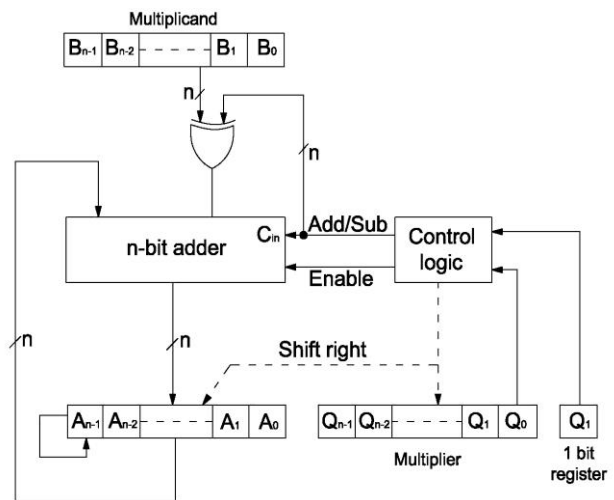 Multiplicand
Bn-1 Bn-2 B1 B0
n
n
n-bit adder
Cin
Add/Sub
Enable
Control
logic
n
n
Shift right
An-1 An-2 A1 A0
Qn-1 Qn-2 Q1 Q0
Q1
Multiplier
1 bit
register